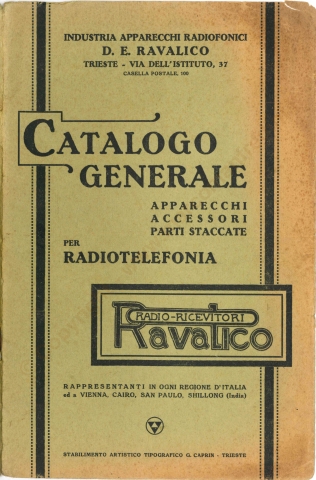 INDUSTRIA APPARECCHI RADIOFONICI
D. E. RAVALICO
TRIESTE - VIA DELL'ISTITUTO, 37
CASELLA POSTALE, 100
CATALOGO
GENERALE
APPARECCHI
ACCESSORI
PARTI STACCATE
PER
RADIOTELEFONIA
RADIO-RICEVITORI
Ravalico
RAPPRESENTANTI IN OGNI REGIONE D'ITALIA
ed a VIENNA, CAIRO, SAN PAULO, SHILLONG (India)
STABILIMENTO ARTISTICO TIPOGRAFICO G. CAPRIN - TRIESTE